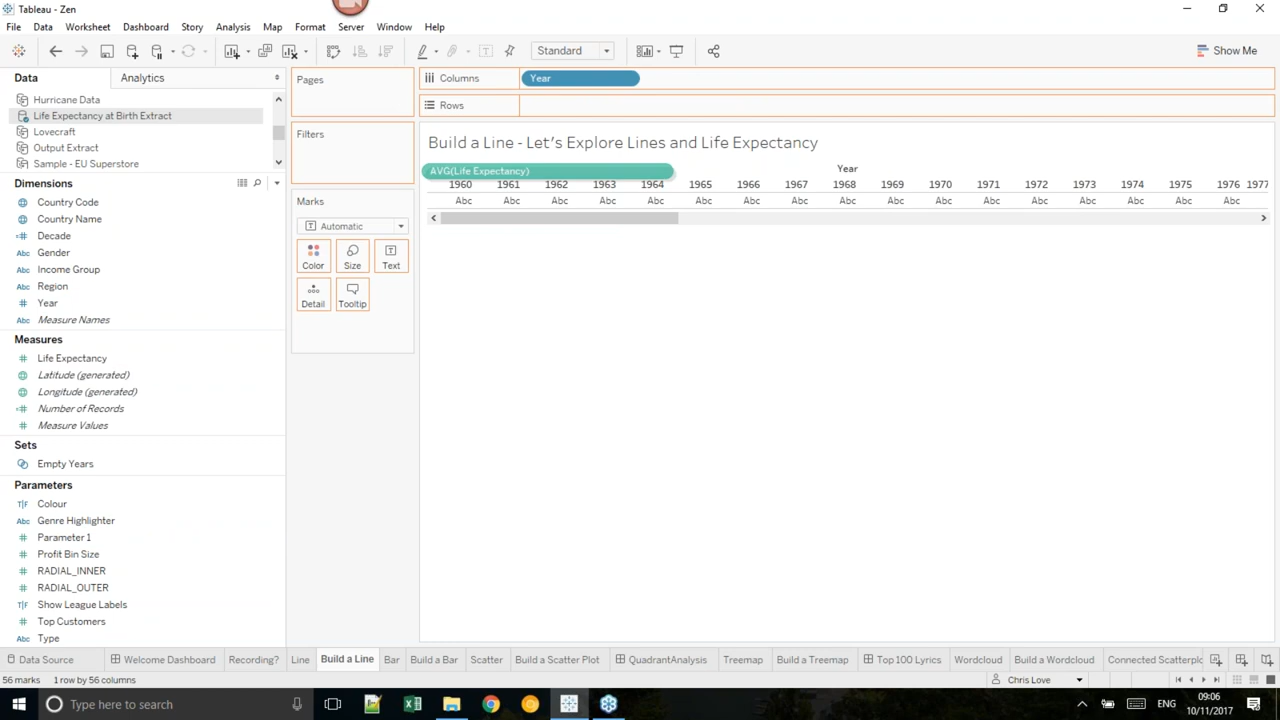 Tableau - Zen
File Data Worksheet Dashboard Story Analysis Map Format Server Window Help
Standard
Show Me
Data Analytics
Hurricane Data
Life Expectancy at Birth Extract
Lovecraft
Output Extract
Sample - EU Superstore
Dimensions
Country Code
Country Name
Decade
Abc Gender
Abc Income Group
Abc Region
Year
Abc Measure Names
Measures
Life Expectancy
Latitude (generated)
Longitude (generated)
Number of Records
Measure Values
Sets
Empty Years
Parameters
T|F Colour
Abc Genre Highlighter
Parameter 1
Profit Bin Size
RADIAL_INNER
RADIAL_OUTER
T|F Show League Labels
Top Customers
Abc Type
Pages
Filters
Marks
Automatic
Color Size Text
Detail Tooltip
Columns Year
Rows
Build a Line - Let's Explore Lines and Life Expectancy
AVG(Life Expectancy) Year
1960 1961 1962 1963 1964 1965 1966 1967 1968 1969 1970 1971 1972 1973 1974 1975 1976 1977
Abc Abc Abc Abc Abc Abc Abc Abc Abc Abc Abc Abc Abc Abc Abc Abc Abc
Data Source Welcome Dashboard Recording? Line Build a Line Bar Build a Bar Scatter Build a Scatter Plot QuadrantAnalysis Treemap Build a Treemap Top 100 Lyrics Wordcloud Build a Wordcloud Connected Scatterplc
56 marks 1 row by 56 columns Chris Love
Type here to search
09:06
10/11/2017